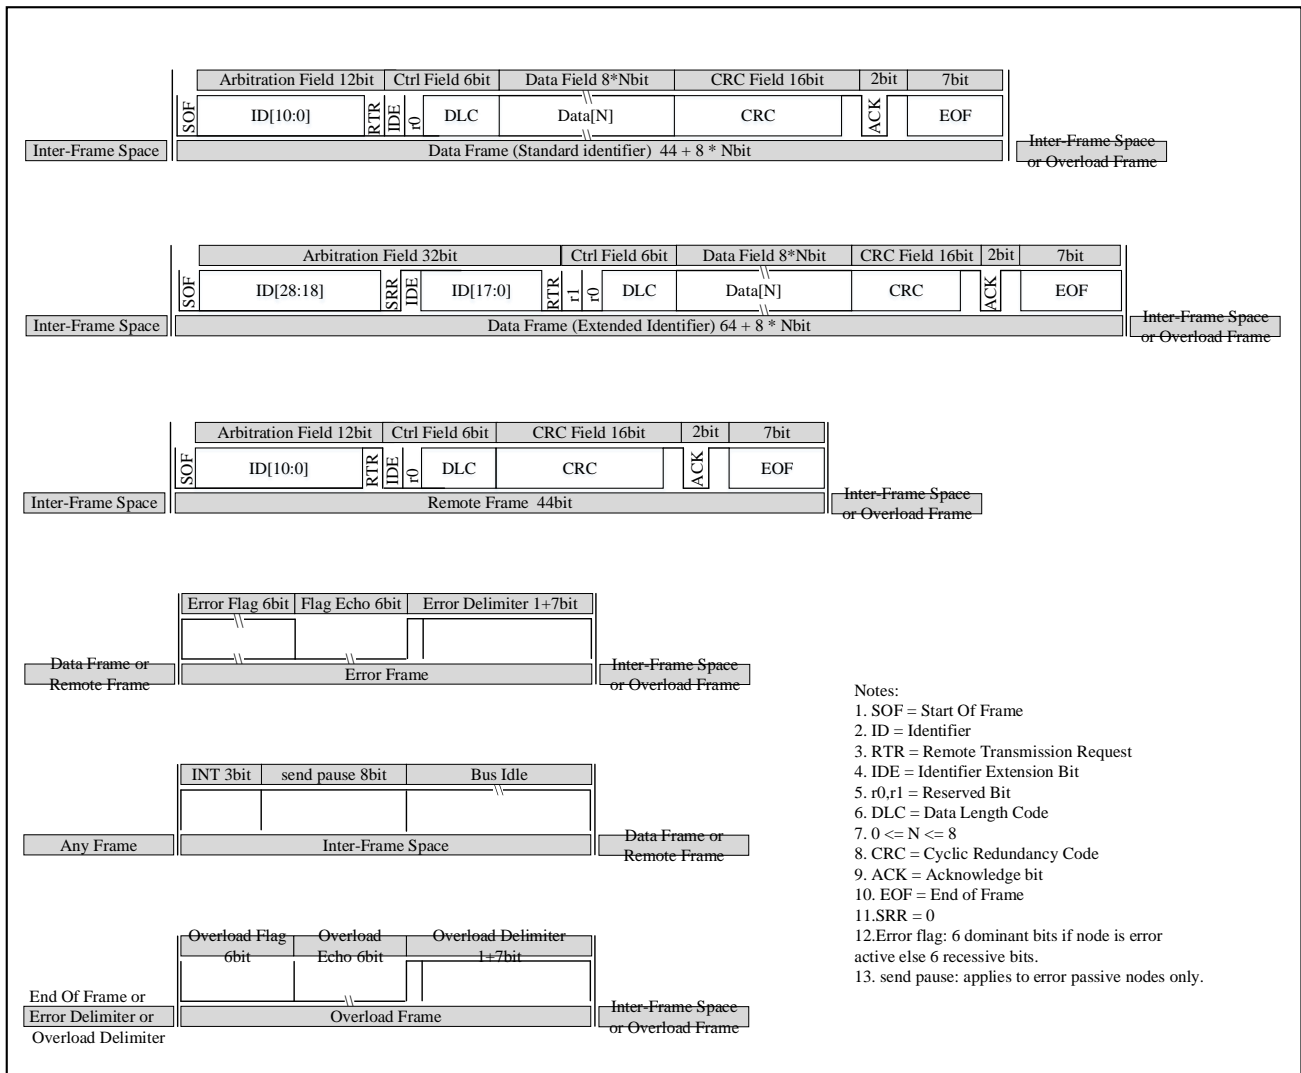 Arbitration Field 12bit Ctrl Field 6bit Data Field 8*Nbit CRC Field 16bit 2bit 7bit
SOF ID[10:0] RTR IDE r0 DLC Data[N] CRC ACK EOF
Inter-Frame Space Data Frame (Standard identifier) 44 + 8 * Nbit Inter-Frame Space
or Overload Frame
Arbitration Field 32bit Ctrl Field 6bit Data Field 8*Nbit CRC Field 16bit 2bit 7bit
SOF ID[28:18] SRR IDE ID[17:0] RTR r1 r0 DLC Data[N] CRC ACK EOF
Inter-Frame Space Data Frame (Extended Identifier) 64 + 8 * Nbit Inter-Frame Space
or Overload Frame
Arbitration Field 12bit Ctrl Field 6bit CRC Field 16bit 2bit 7bit
SOF ID[10:0] RTR IDE r0 DLC CRC ACK EOF
Inter-Frame Space Remote Frame 44bit Inter-Frame Space
or Overload Frame
Error Flag 6bit Flag Echo 6bit Error Delimiter 1+7bit
Data Frame or
Remote Frame Error Frame Inter-Frame Space
or Overload Frame
INT 3bit send pause 8bit Bus Idle
Any Frame Inter-Frame Space Data Frame or
Remote Frame
Overload Flag
6bit Overload
Echo 6bit Overload Delimiter
1+7bit
End Of Frame or
Error Delimiter or
Overload Delimiter Overload Frame Inter-Frame Space
or Overload Frame
Notes:
1. SOF = Start Of Frame
2. ID = Identifier
3. RTR = Remote Transmission Request
4. IDE = Identifier Extension Bit
5. r0,r1 = Reserved Bit
6. DLC = Data Length Code
7. 0 <= N <= 8
8. CRC = Cyclic Redundancy Code
9. ACK = Acknowledge bit
10. EOF = End of Frame
11.SRR = 0
12.Error flag: 6 dominant bits if node is error
active else 6 recessive bits.
13. send pause: applies to error passive nodes only.